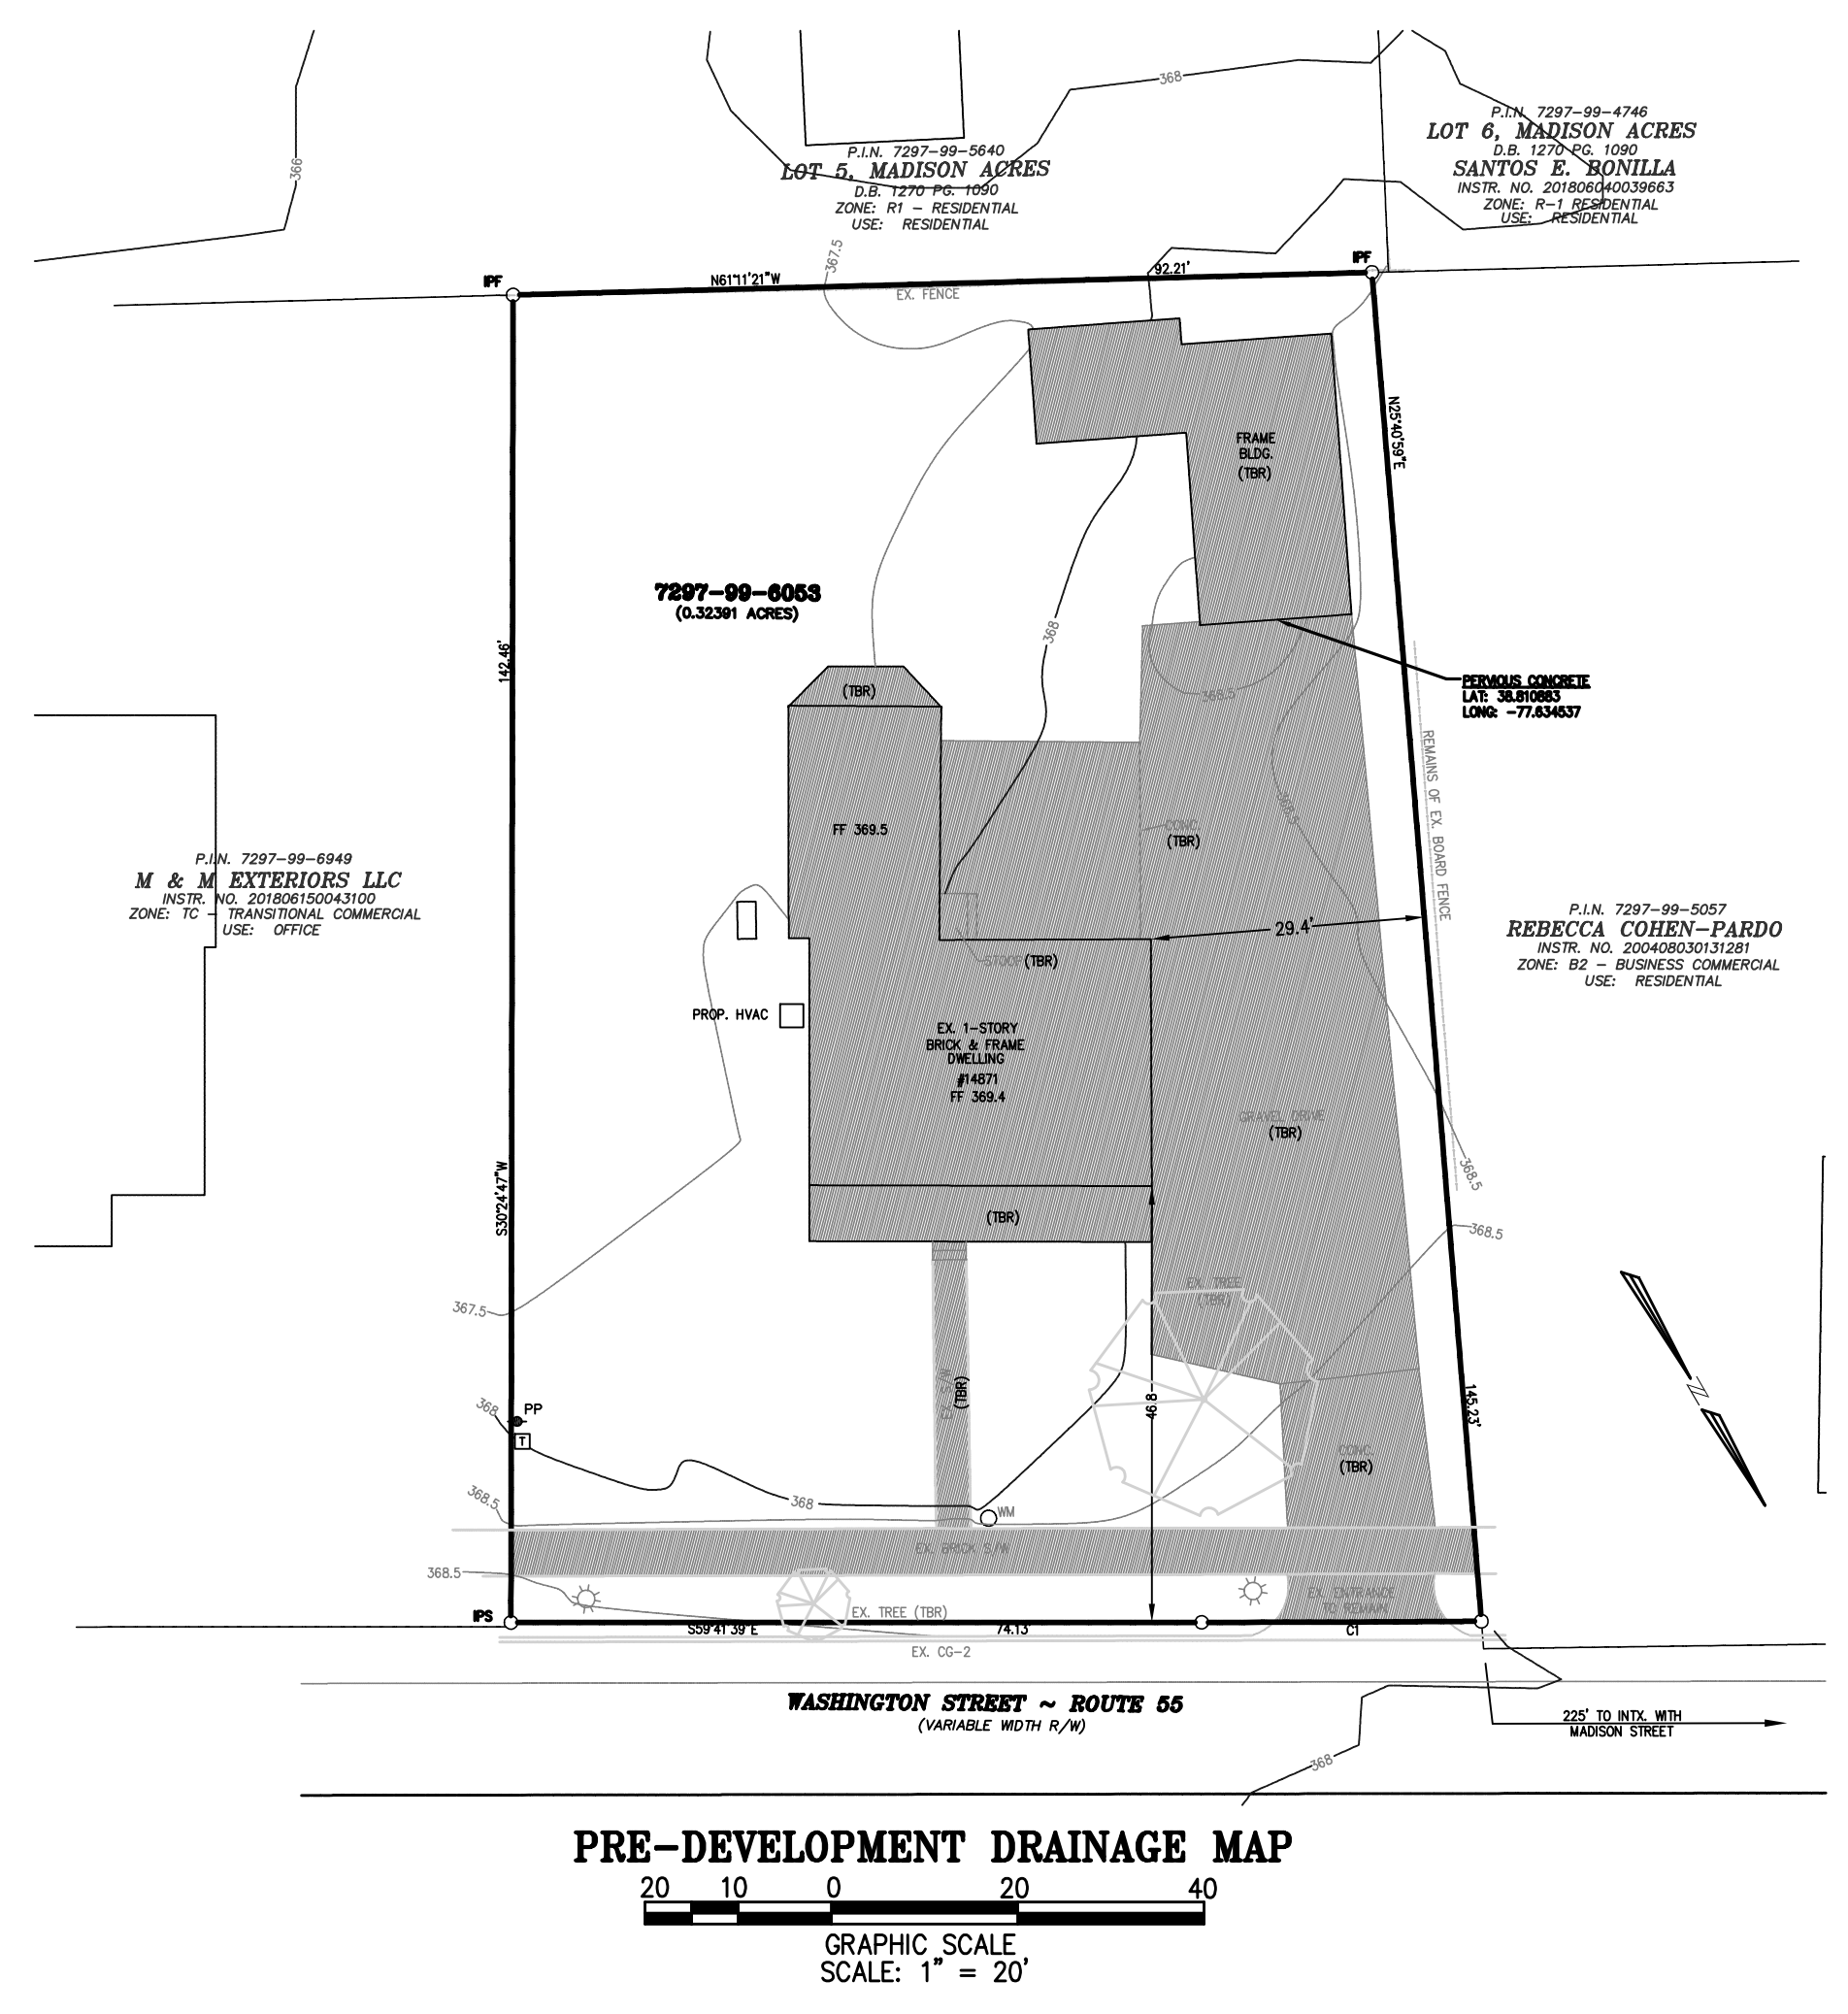 368
366
P.I.N. 7297-99-4746
LOT 6, MADISON ACRES
D.B. 1270 PG. 1090
SANTOS E. BONILLA
INSTR. NO. 201806040039663
ZONE: R-1 RESIDENTIAL
USE: RESIDENTIAL
P.I.N. 7297-99-5640
LOT 5, MADISON ACRES
D.B. 1270 PG. 1090
ZONE: R1 - RESIDENTIAL
USE: RESIDENTIAL
367.5
IPF
IPF
N61°11'21"W
92.21'
EX. FENCE
N25°40'59"E
FRAME
BLDG.
(TBR)
7297-99-6053
(0.32391 ACRES)
368
142.46'
PERVIOUS CONCRETE
LAT: 38.810883
LONG: -77.634537
(TBR)
368.5
REMAINS OF EX. BOARD FENCE
368.5
FF 369.5
CONC.
(TBR)
P.I.N. 7297-99-6949
M & M EXTERIORS LLC
INSTR. NO. 201806150043100
ZONE: TC - TRANSITIONAL COMMERCIAL
USE: OFFICE
P.I.N. 7297-99-5057
REBECCA COHEN-PARDO
INSTR. NO. 200408030131281
ZONE: B2 - BUSINESS COMMERCIAL
USE: RESIDENTIAL
29.4'
STOOP (TBR)
PROP. HVAC
EX. 1-STORY
BRICK & FRAME
DWELLING
#14871
FF 369.4
GRAVEL DRIVE
(TBR)
S30°24'47"W
368.5
(TBR)
368.5
EX. TREE
(TBR)
367.5
EX. S/W
(TBR)
46.8
145.23'
368
PP
T
CONC.
(TBR)
368.5
368
WM
EX. BRICK S/W
368.5
EX. ENTRANCE
TO REMAIN
IPS
EX. TREE (TBR)
S59°41'39"E
74.13'
C1
EX. CG-2
WASHINGTON STREET ~ ROUTE 55
(VARIABLE WIDTH R/W)
225' TO INTX. WITH
MADISON STREET
368
PRE-DEVELOPMENT DRAINAGE MAP
20 10 0 20 40
GRAPHIC SCALE
SCALE: 1" = 20'